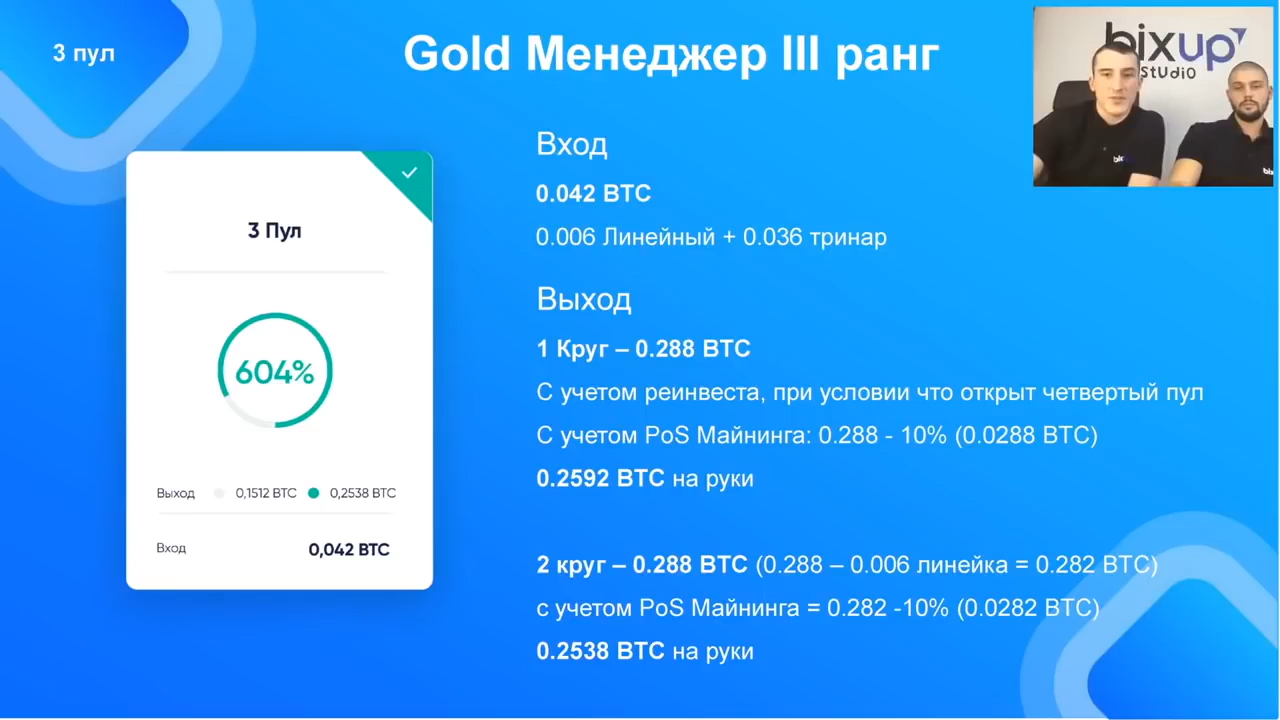 3 пул
Gold Менеджер III ранг
bixup
STUDIO
3 Пул
604%
Выход 0,1512 BTC 0,2538 BTC
Вход 0,042 BTC
Вход
0.042 BTC
0.006 Линейный + 0.036 тринар
Выход
1 Круг – 0.288 BTC
С учетом реинвеста, при условии что открыт четвертый пул
С учетом PoS Майнинга: 0.288 - 10% (0.0288 BTC)
0.2592 BTC на руки
2 круг – 0.288 BTC (0.288 – 0.006 линейка = 0.282 BTC)
с учетом PoS Майнинга = 0.282 -10% (0.0282 BTC)
0.2538 BTC на руки